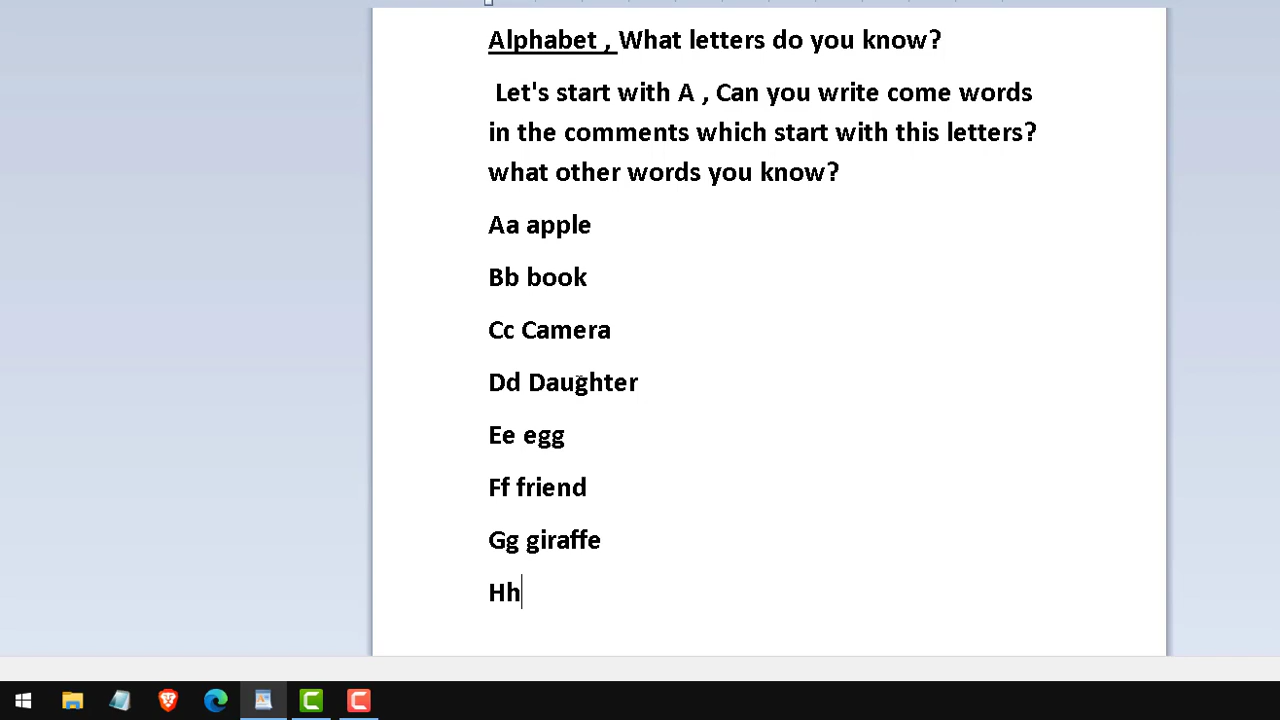 Alphabet , What letters do you know?
Let's start with A , Can you write come words
in the comments which start with this letters?
what other words you know?
Aa apple
Bb book
Cc Camera
Dd Daughter
Ee egg
Ff friend
Gg giraffe
Hh